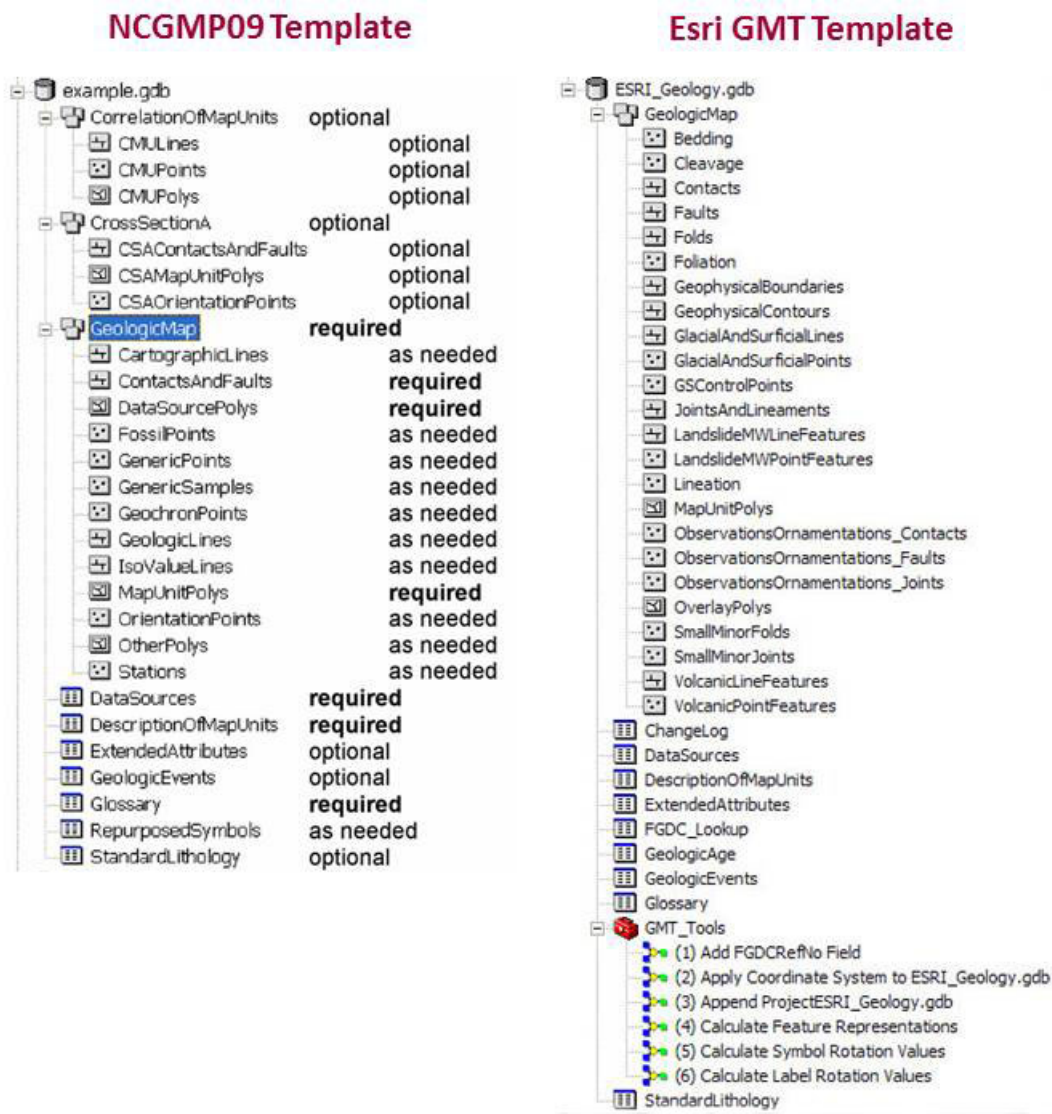 NCGMP09 Template
example.gdb
CorrelationOfMapUnits optional
CMULines optional
CMUPoints optional
CMUPolys optional
CrossSectionA optional
CSAContactsAndFaults optional
CSAMapUnitPolys optional
CSAOrientationPoints optional
GeologicMap required
CartographicLines as needed
ContactsAndFaults required
DataSourcePolys required
FossilPoints as needed
GenericPoints as needed
GenericSamples as needed
GeochronPoints as needed
GeologicLines as needed
IsoValueLines as needed
MapUnitPolys required
OrientationPoints as needed
OtherPolys as needed
Stations as needed
DataSources required
DescriptionOfMapUnits required
ExtendedAttributes optional
GeologicEvents optional
Glossary required
RepurposedSymbols as needed
StandardLithology optional
Esri GMT Template
ESRI_Geology.gdb
GeologicMap
Bedding
Cleavage
Contacts
Faults
Folds
Foliation
GeophysicalBoundaries
GeophysicalContours
GlacialAndSurficialLines
GlacialAndSurficialPoints
GSControlPoints
JointsAndLineaments
LandslideMWLineFeatures
LandslideMWPointFeatures
Lineation
MapUnitPolys
ObservationsOrnamentations_Contacts
ObservationsOrnamentations_Faults
ObservationsOrnamentations_Joints
OverlayPolys
SmallMinorFolds
SmallMinorJoints
VolcanicLineFeatures
VolcanicPointFeatures
ChangeLog
DataSources
DescriptionOfMapUnits
ExtendedAttributes
FGDC_Lookup
GeologicAge
GeologicEvents
Glossary
GMT_Tools
(1) Add FGDCRefNo Field
(2) Apply Coordinate System to ESRI_Geology.gdb
(3) Append ProjectESRI_Geology.gdb
(4) Calculate Feature Representations
(5) Calculate Symbol Rotation Values
(6) Calculate Label Rotation Values
StandardLithology